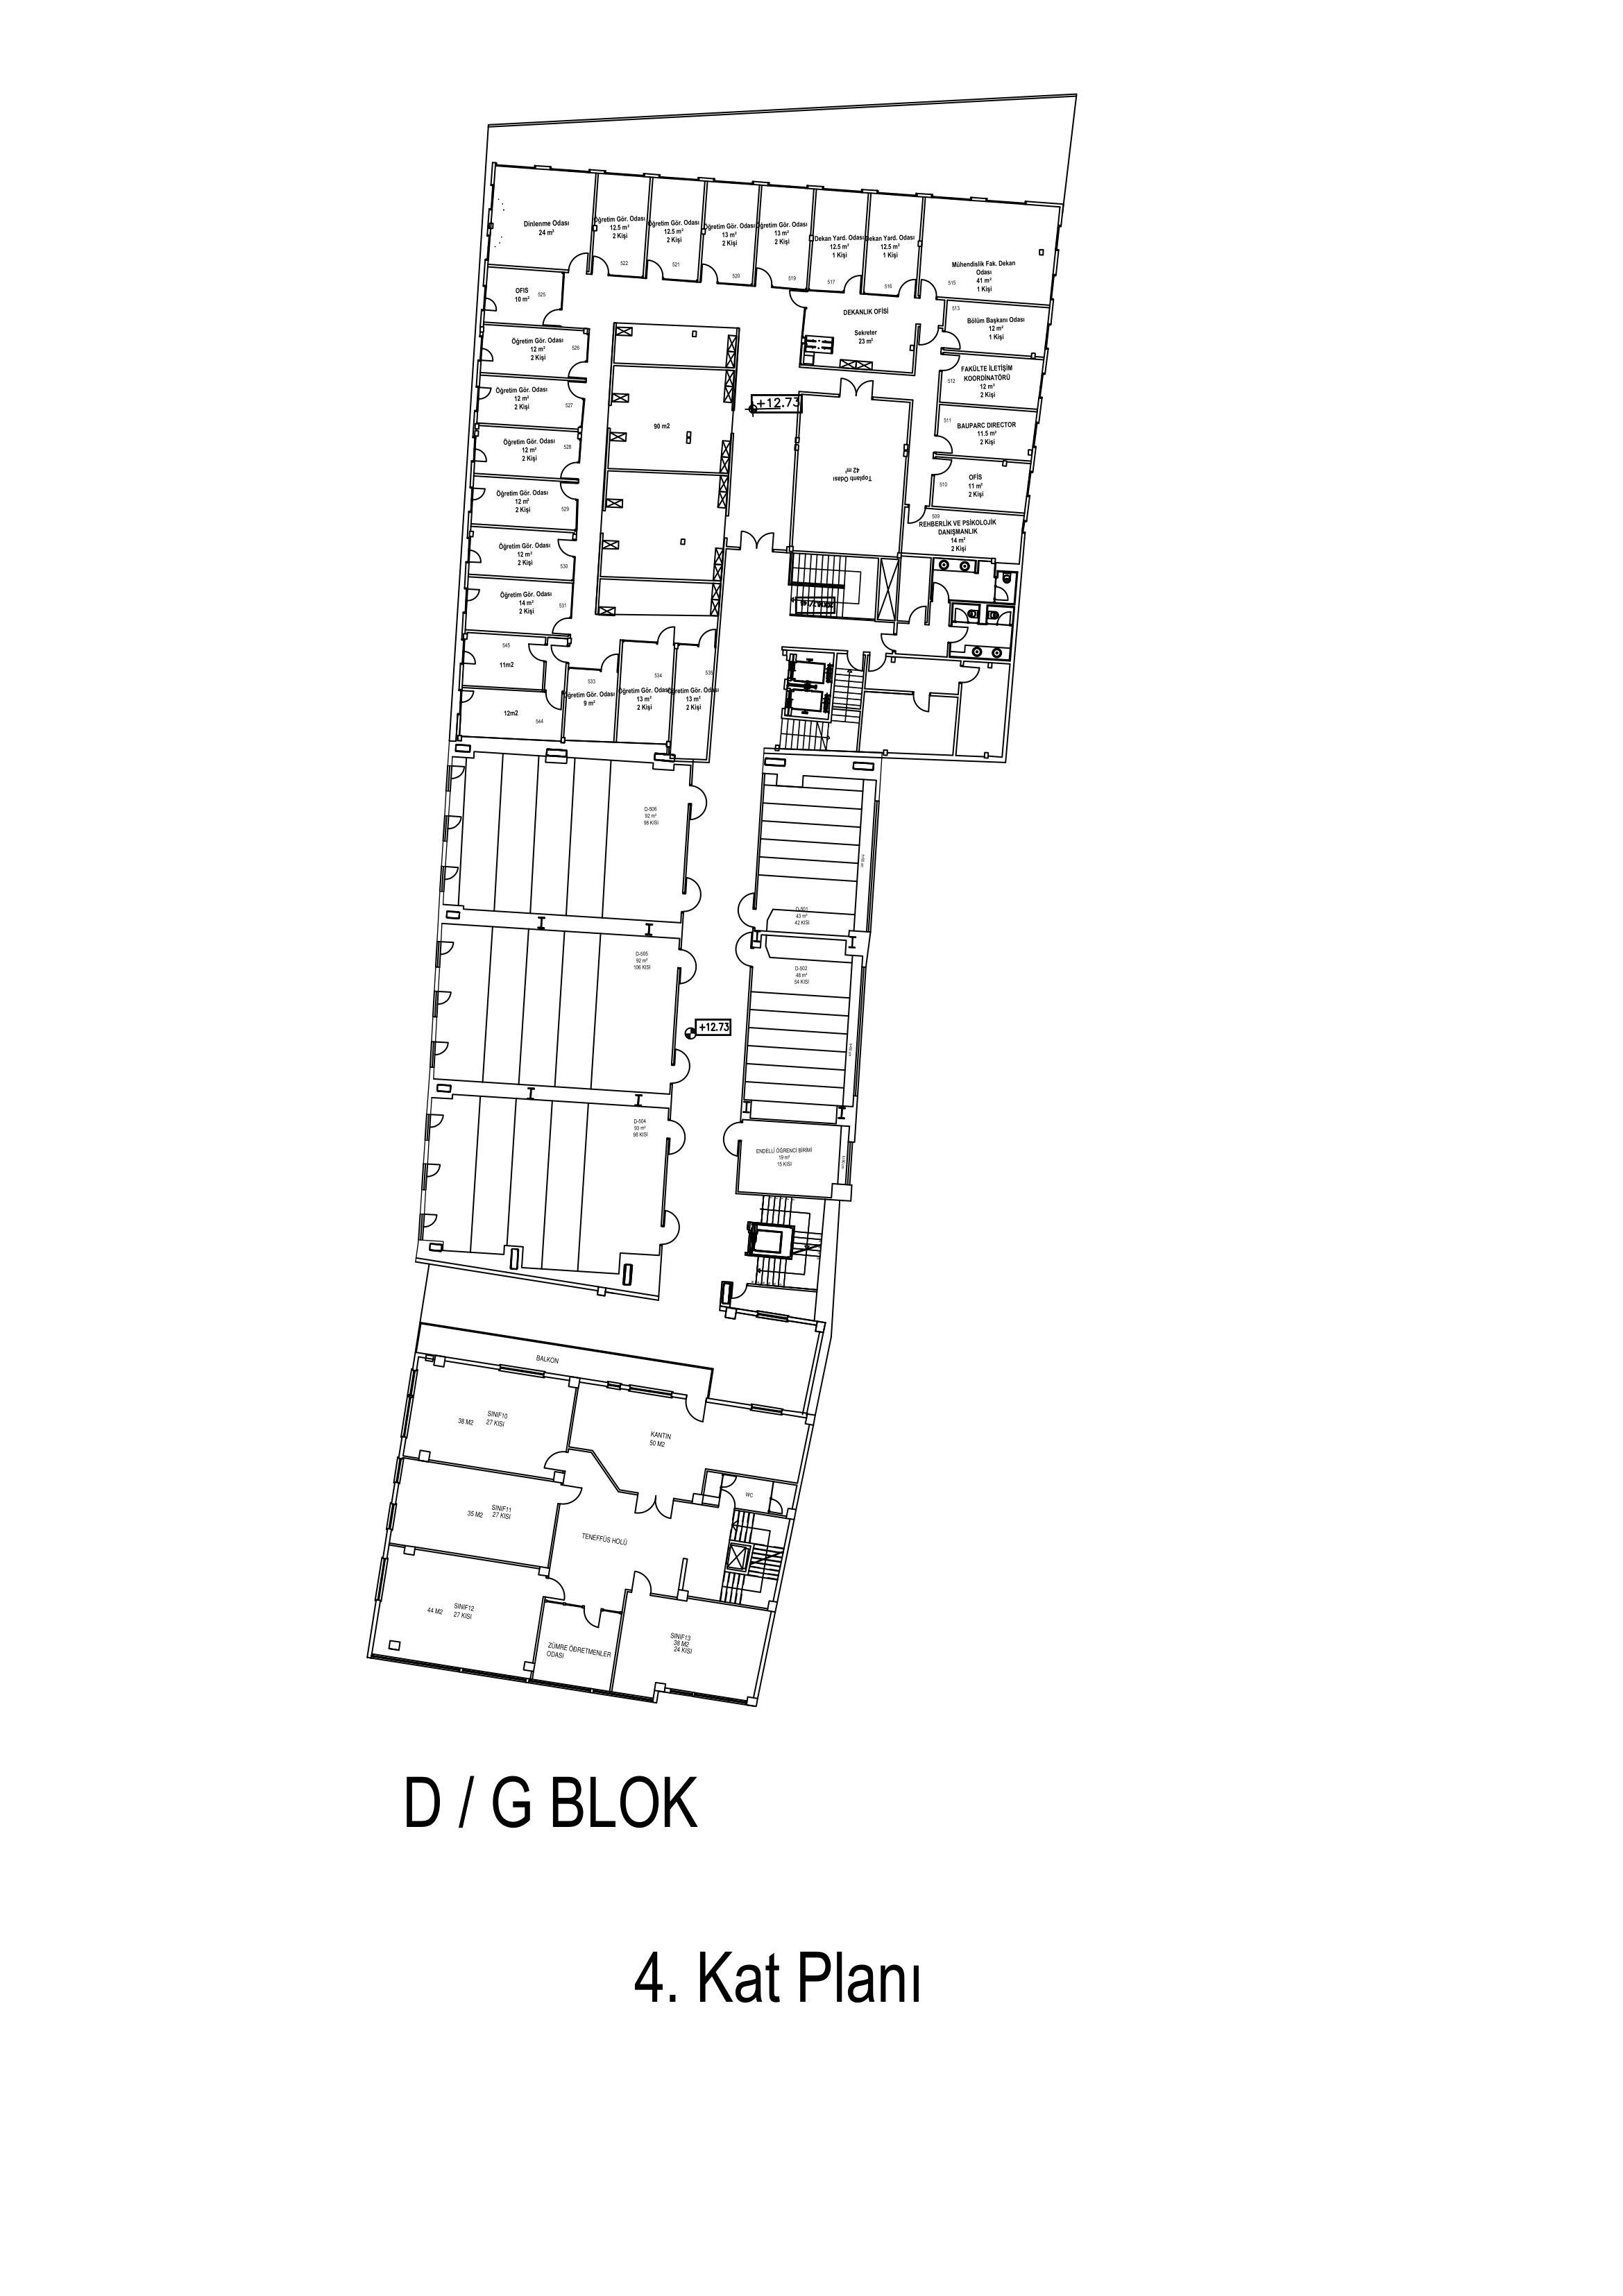 Dinlenme Odası
24 m²
Öğretim Gör. Odası
12.5 m²
2 Kişi
522
Öğretim Gör. Odası
12.5 m²
2 Kişi
521
Öğretim Gör. Odası
13 m²
2 Kişi
520
Öğretim Gör. Odası
13 m²
2 Kişi
519
Dekan Yard. Odası
12.5 m²
1 Kişi
517
Dekan Yard. Odası
12.5 m²
1 Kişi
516
Mühendislik Fak. Dekan
Odası
41 m²
1 Kişi
515
OFIS
10 m²
525
DEKANLIK OFİSİ
Sekreter
23 m²
513
Bölüm Başkanı Odası
12 m²
1 Kişi
Öğretim Gör. Odası
12 m²
2 Kişi
526
FAKÜLTE İLETİŞİM
KOORDİNATÖRÜ
12 m²
2 Kişi
512
Öğretim Gör. Odası
12 m²
2 Kişi
527
+12.73
90 m2
511
BAUPARC DIRECTOR
11.5 m²
2 Kişi
Öğretim Gör. Odası
12 m²
2 Kişi
528
Toplantı Odası
42 m²
OFİS
11 m²
2 Kişi
510
Öğretim Gör. Odası
12 m²
2 Kişi
529
509
REHBERLİK VE PSİKOLOJİK
DANIŞMANLIK
14 m²
2 Kişi
Öğretim Gör. Odası
12 m²
2 Kişi
530
Öğretim Gör. Odası
14 m²
2 Kişi
531
545
11m2
12m2
544
533
Öğretim Gör. Odası
9 m²
534
Öğretim Gör. Odası
13 m²
2 Kişi
535
Öğretim Gör. Odası
13 m²
2 Kişi
D-506
92 m²
98 KISI
D-501
43 m²
42 KISI
D-505
92 m²
106 KISI
D-502
48 m²
54 KISI
+12.73
D-504
93 m²
98 KISI
ENDELLİ ÖĞRENCİ BİRİMİ
19 m²
15 KISI
BALKON
SINIF10
38 M2 27 KISI
KANTIN
50 M2
SINIF11
35 M2 27 KISI
WC
TENEFFÜS HOLÜ
SINIF12
44 M2 27 KISI
ZÜMRE ÖĞRETMENLER
ODASI
SINIF13
38 M2
24 KISI
D / G BLOK
4. Kat Planı